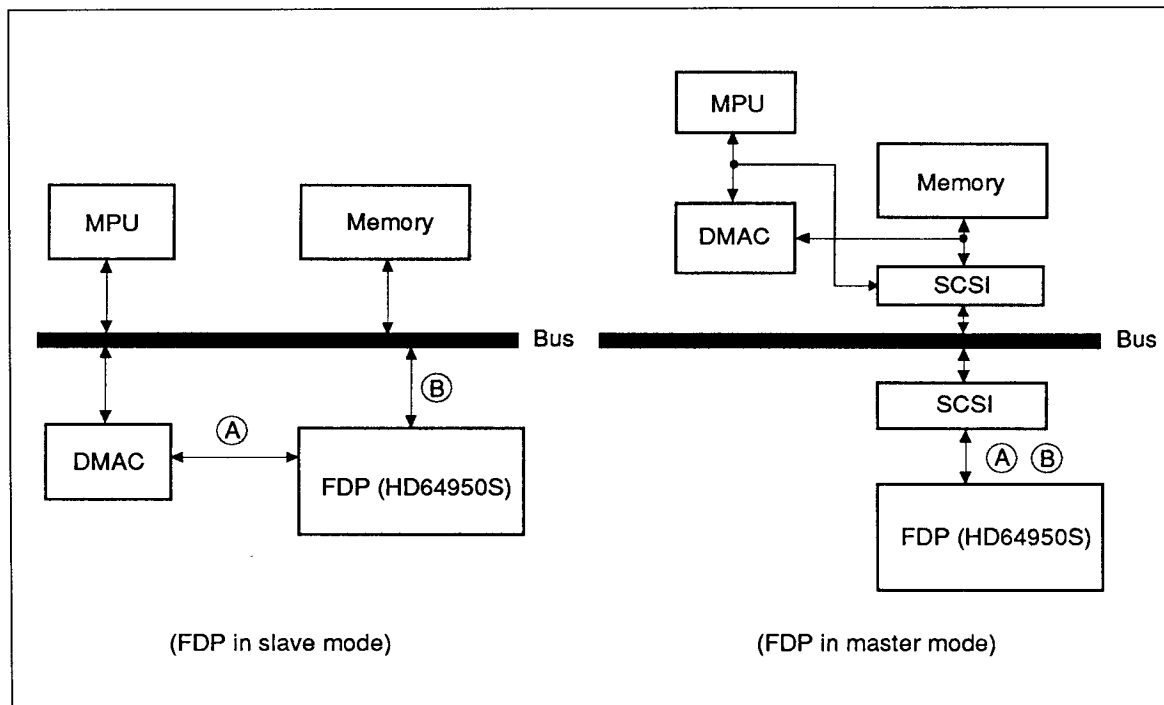 MPU
Memory
Bus
B
A
DMAC
FDP (HD64950S)
(FDP in slave mode)
MPU
Memory
DMAC
SCSI
Bus
SCSI
A B
FDP (HD64950S)
(FDP in master mode)